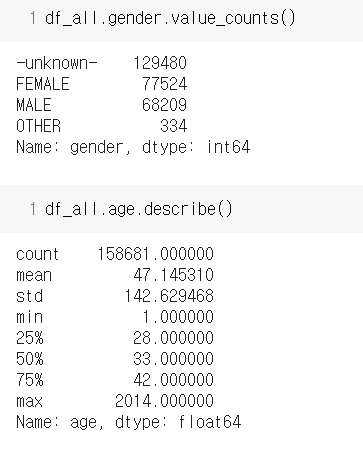 1 df_all.gender.value_counts()
-unknown-    129480
FEMALE        77524
MALE          68209
OTHER           334
Name: gender, dtype: int64
1 df_all.age.describe()
count    158681.000000
mean         47.145310
std         142.629468
min           1.000000
25%          28.000000
50%          33.000000
75%          42.000000
max        2014.000000
Name: age, dtype: float64